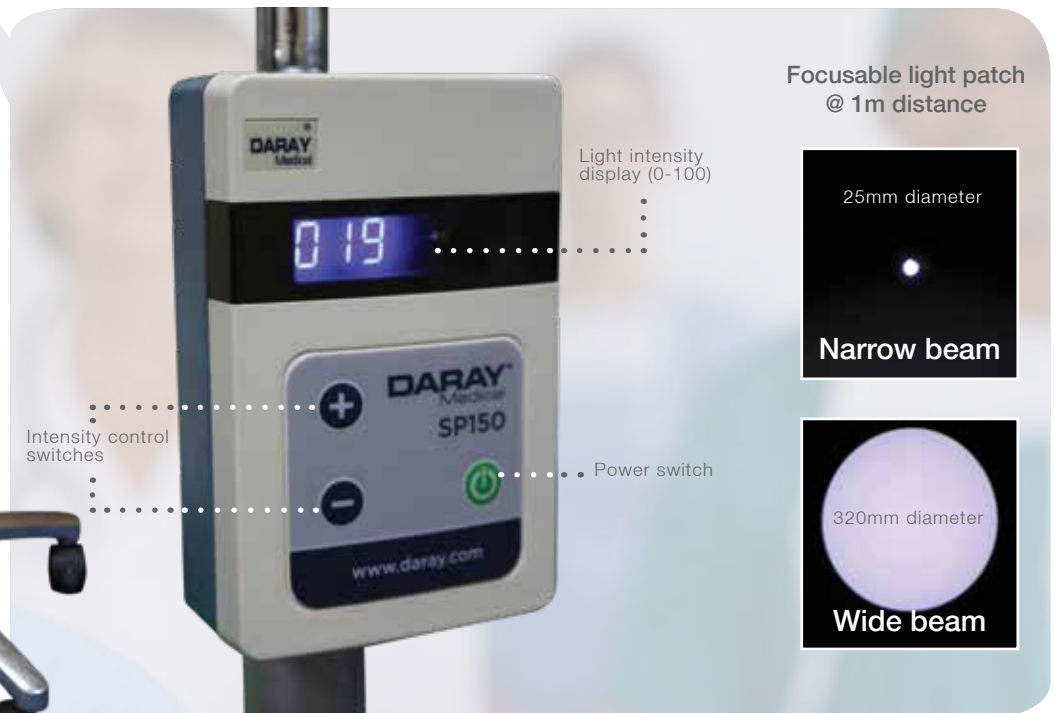 DARAY
Medical
019
DARAY
Medical
SP150
www.daray.com
Light intensity
display (0-100)
Intensity control
switches
Power switch
Focusable light patch
@ 1m distance
25mm diameter
Narrow beam
320mm diameter
Wide beam